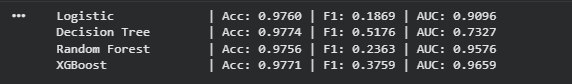 Logistic | Acc: 0.9760 | F1: 0.1869 | AUC: 0.9096
Decision Tree | Acc: 0.9774 | F1: 0.5176 | AUC: 0.7327
Random Forest | Acc: 0.9756 | F1: 0.2363 | AUC: 0.9576
XGBoost | Acc: 0.9771 | F1: 0.3759 | AUC: 0.9659